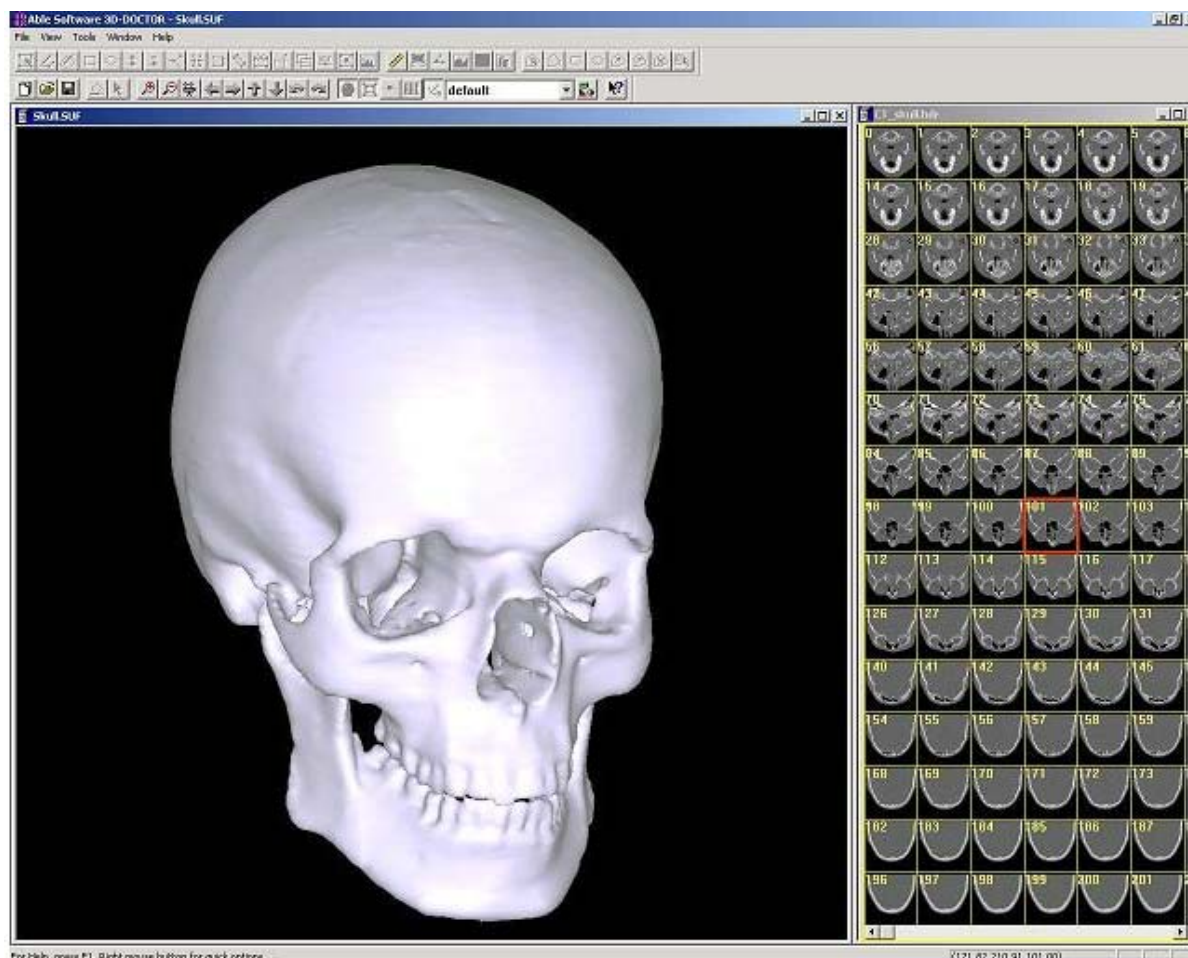 Able Software 3D-DOCTOR - Skull.SUF
File View Tools Window Help
default
Skull.SUF
0 1 2 3 4 5
14 15 16 17 18 19
28 29 30 31 32 33
42 43 44 45 46 47
56 57 58 59 60 61
70 71 72 73 74 75
84 85 86 87 88 89
98 99 100 101 102 103
112 113 114 115 116 117
126 127 128 129 130 131
140 141 142 143 144 145
154 155 156 157 158 159
168 169 170 171 172 173
182 183 184 185 186 187
196 197 198 199 200 201
For Help, press F1. Right mouse button for quick options.